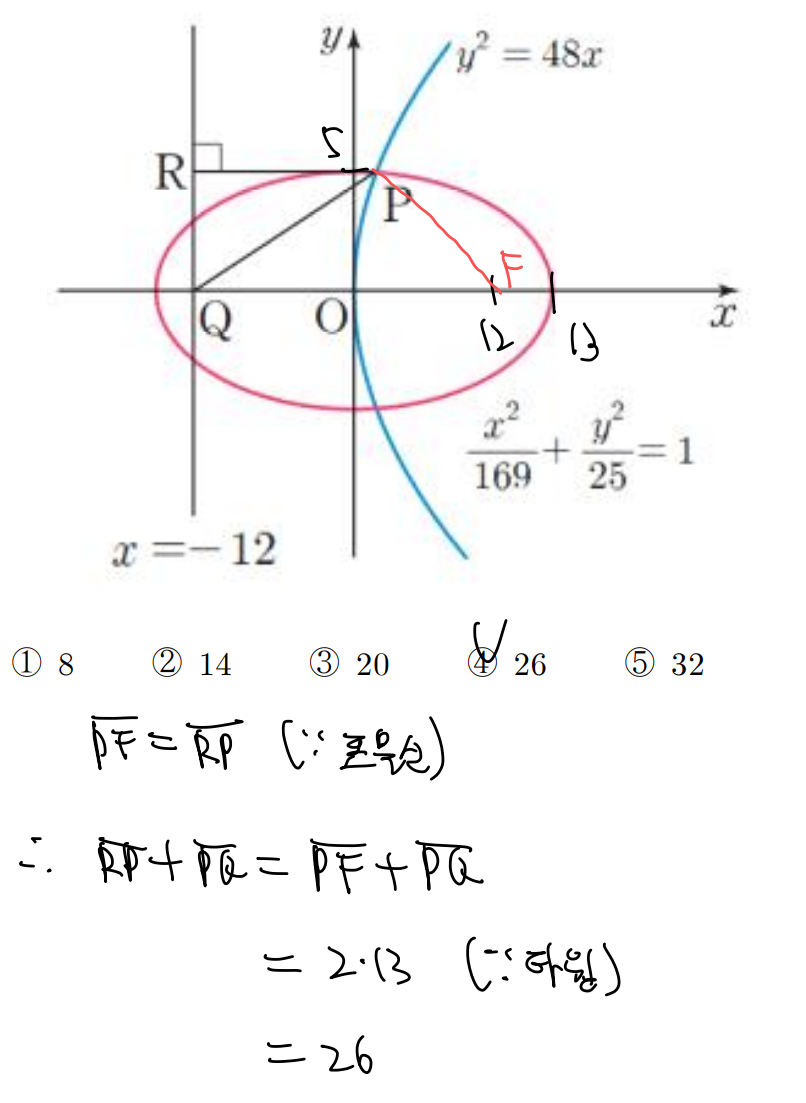 y
y² = 48x
5
R
P
F
Q
O
x
12
13
x²/169 + y²/25 = 1
x = −12
① 8 ② 14 ③ 20 ④ 26 ⑤ 32
PF = RP (∵ 포물선)
∴ RP + PQ = PF + PQ
= 2·13 (∵ 타원)
= 26